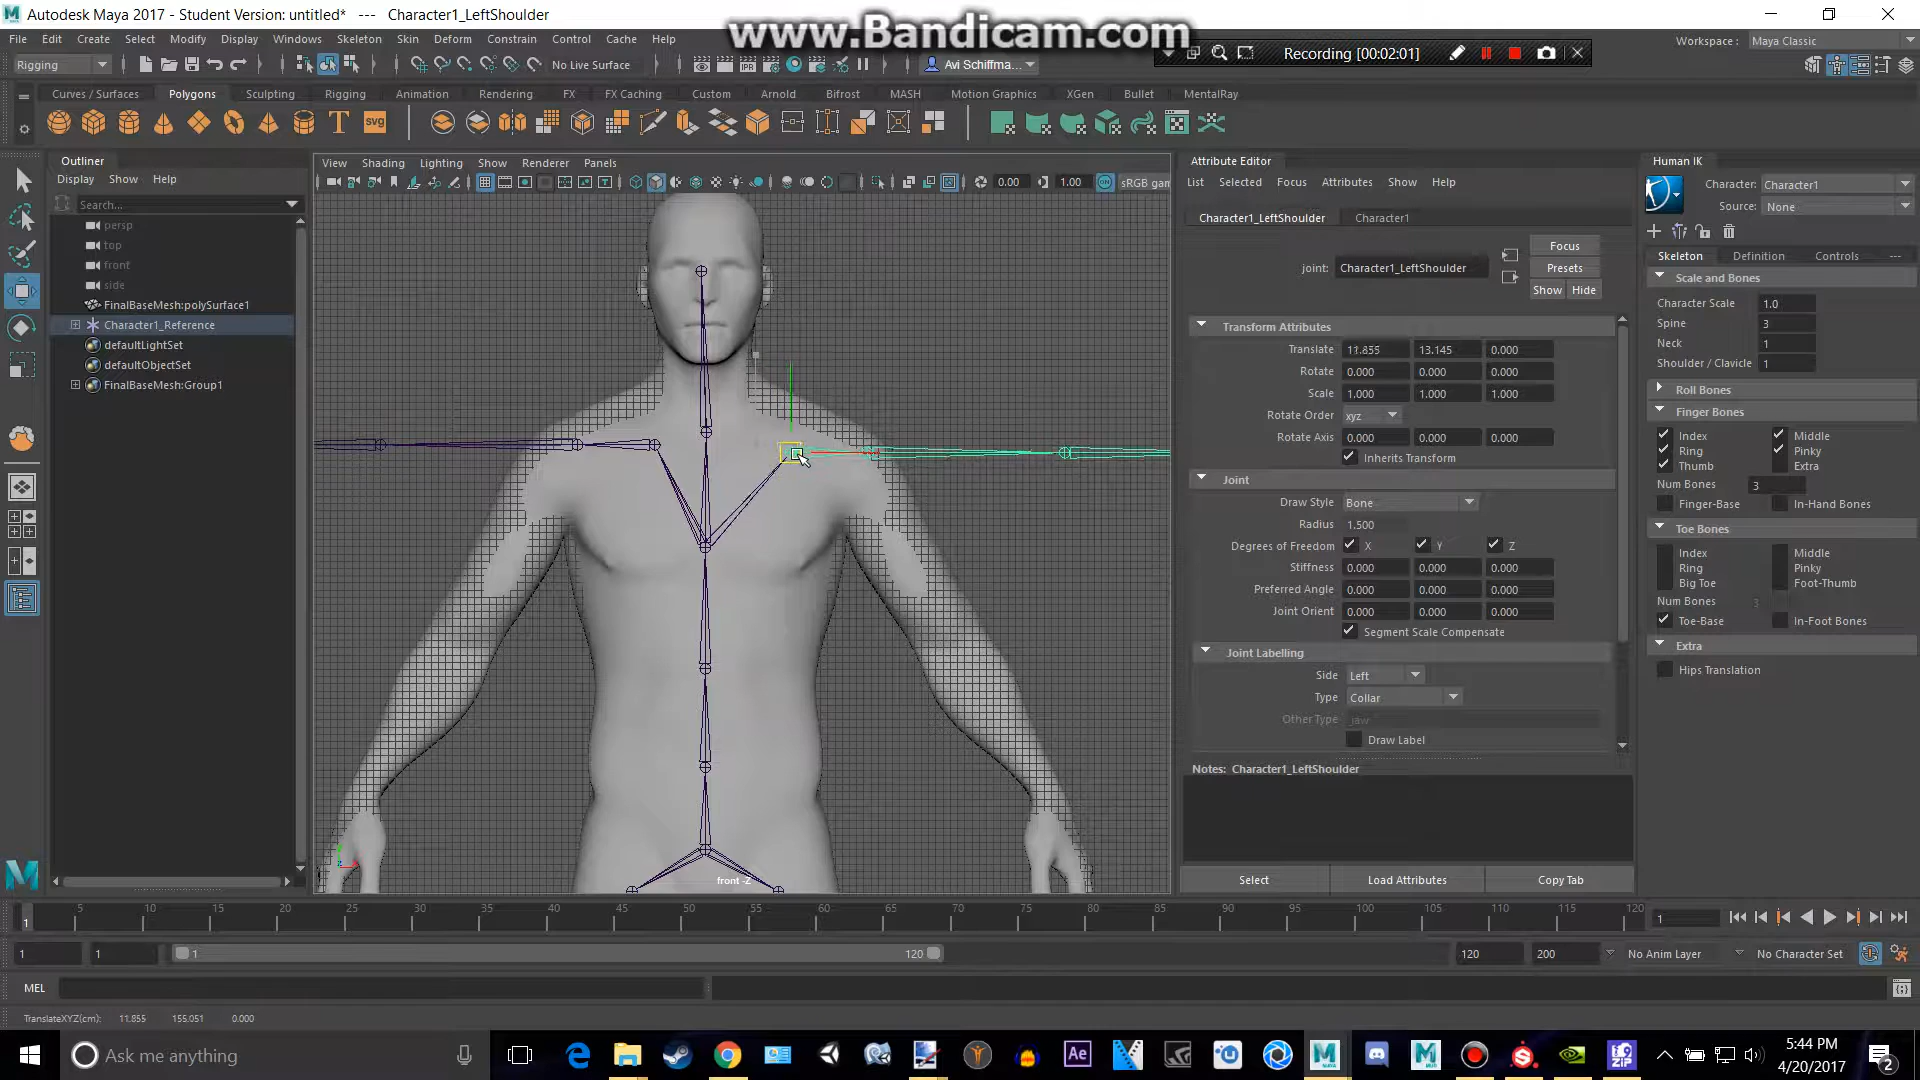 Autodesk Maya 2017 - Student Version: untitled* --- Character1_LeftShoulder
www.Bandicam.com
File Edit Create Select Modify Display Windows Skeleton Skin Deform Constrain Control Cache Help
Recording [00:02:01]
Workspace: Maya Classic
Rigging
No Live Surface
IPR
Avi Schiffma...
Curves / Surfaces Polygons Sculpting Rigging Animation Rendering FX FX Caching Custom Arnold Bifrost MASH Motion Graphics XGen Bullet MentalRay
T svg
Outliner
Display Show Help
Search...
persp
top
front
side
FinalBaseMesh:polySurface1
Character1_Reference
defaultLightSet
defaultObjectSet
FinalBaseMesh:Group1
View Shading Lighting Show Renderer Panels
0.00 1.00 sRGB gam
front -Z
Attribute Editor
List Selected Focus Attributes Show Help
Character1_LeftShoulder Character1
joint: Character1_LeftShoulder
Focus
Presets
Show Hide
Transform Attributes
Translate 11.855 13.145 0.000
Rotate 0.000 0.000 0.000
Scale 1.000 1.000 1.000
Rotate Order xyz
Rotate Axis 0.000 0.000 0.000
Inherits Transform
Joint
Draw Style Bone
Radius 1.500
Degrees of Freedom X Y Z
Stiffness 0.000 0.000 0.000
Preferred Angle 0.000 0.000 0.000
Joint Orient 0.000 0.000 0.000
Segment Scale Compensate
Joint Labelling
Side Left
Type Collar
Other Type Jaw
Draw Label
Notes: Character1_LeftShoulder
Select Load Attributes Copy Tab
Human IK
Character: Character1
Source: None
Skeleton Definition Controls ---
Scale and Bones
Character Scale 1.0
Spine 3
Neck 1
Shoulder / Clavicle 1
Roll Bones
Finger Bones
Index Middle
Ring Pinky
Thumb Extra
Num Bones 3
Finger-Base In-Hand Bones
Toe Bones
Index Middle
Ring Pinky
Big Toe Foot-Thumb
Num Bones 3
Toe-Base In-Foot Bones
Extra
Hips Translation
1 5 10 15 20 25 30 35 40 45 50 55 60 65 70 75 80 85 90 95 100 105 110 115 120 1
1 1 1 120 120 200 No Anim Layer No Character Set
MEL
TranslateXYZ(cm): 11.855 155.051 0.000
Ask me anything
Ae
ZIP
5:44 PM
4/20/2017
2